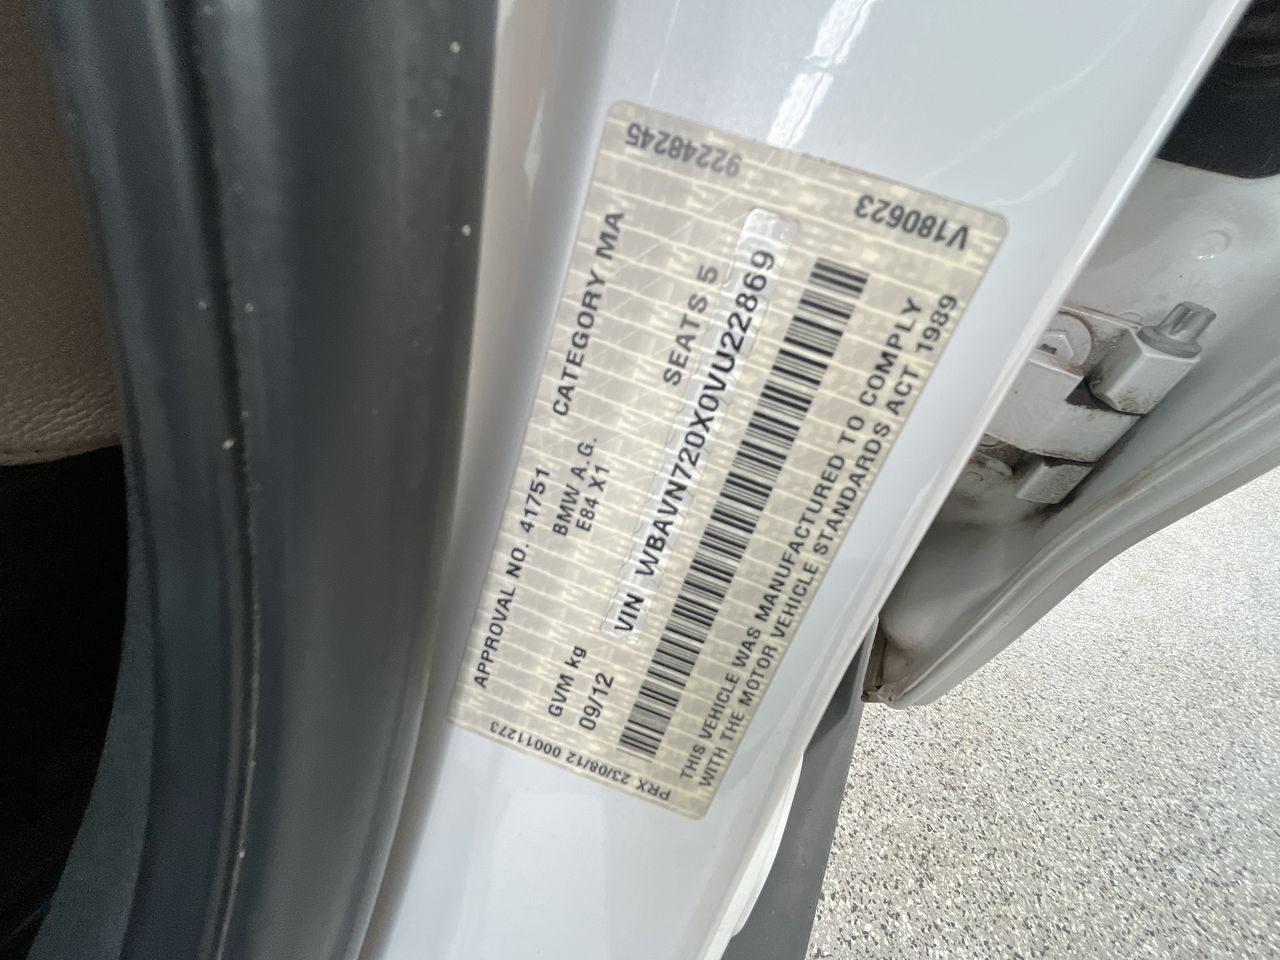 APPROVAL NO. 41751 CATEGORY MA
BMW A.G.
E84 X1
GVM kg SEATS 5
09/12
VIN WBAVN720X0VU22869
THIS VEHICLE WAS MANUFACTURED TO COMPLY
WITH THE MOTOR VEHICLE STANDARDS ACT 1989
PRX 23/08/12 00011273
92248245
V180623